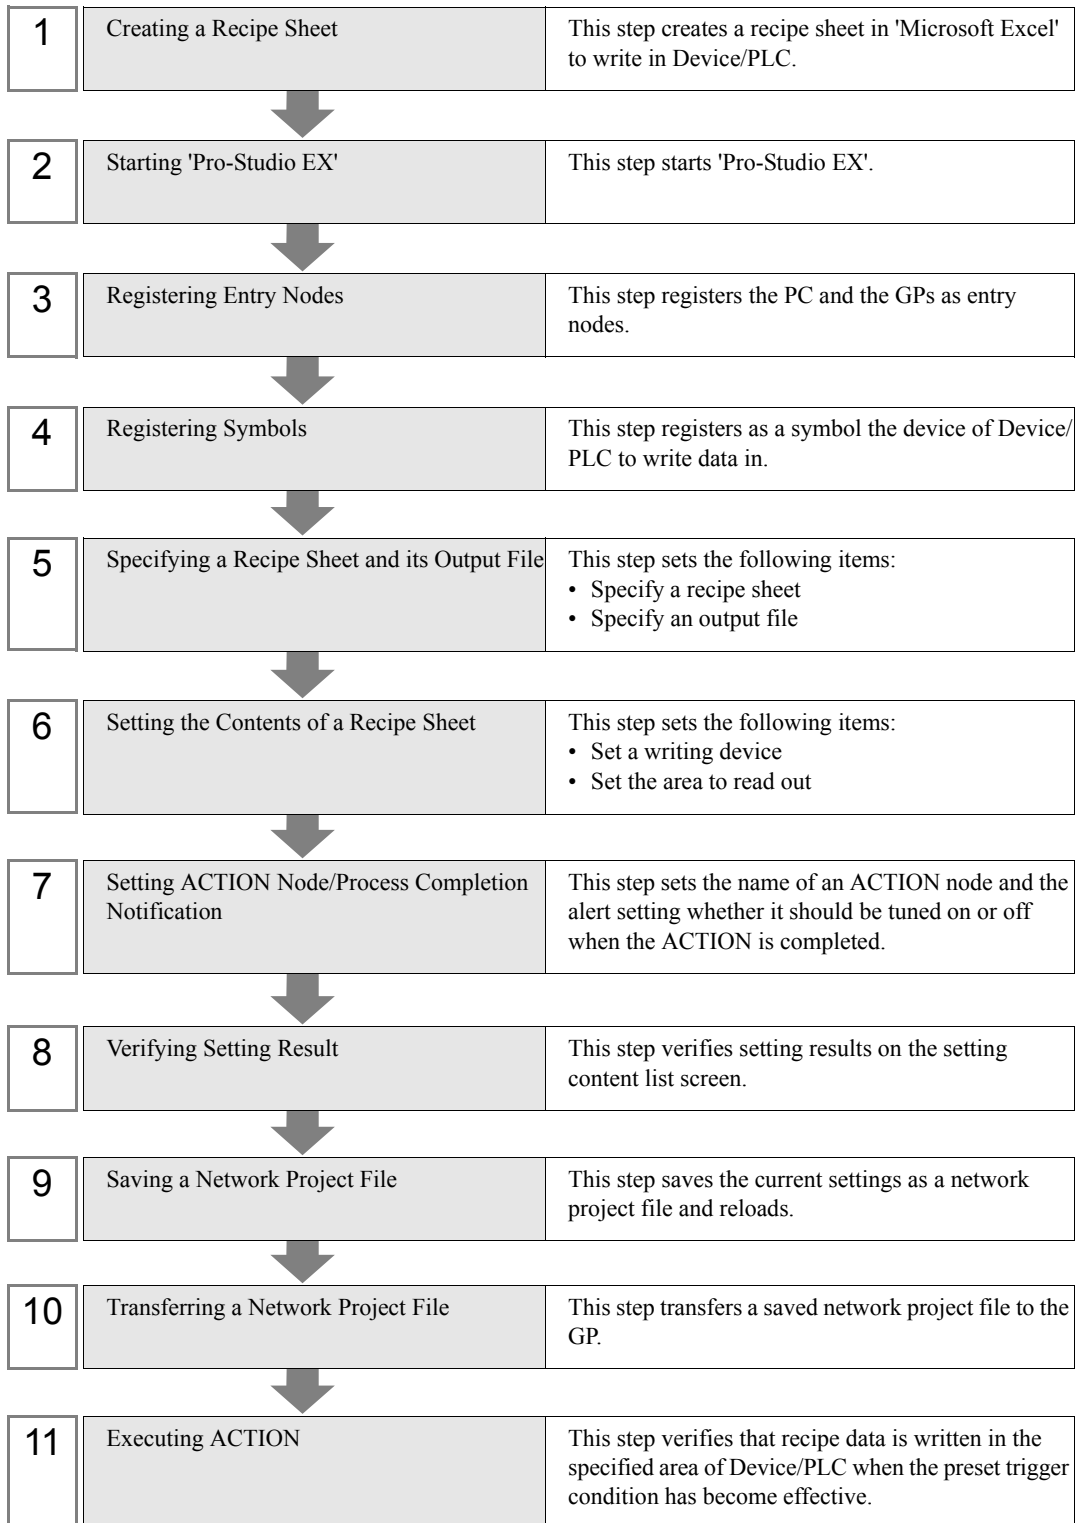 1
Creating a Recipe Sheet
This step creates a recipe sheet in 'Microsoft Excel'
to write in Device/PLC.
2
Starting 'Pro-Studio EX'
This step starts 'Pro-Studio EX'.
3
Registering Entry Nodes
This step registers the PC and the GPs as entry
nodes.
4
Registering Symbols
This step registers as a symbol the device of Device/
PLC to write data in.
5
Specifying a Recipe Sheet and its Output File
This step sets the following items:
• Specify a recipe sheet
• Specify an output file
6
Setting the Contents of a Recipe Sheet
This step sets the following items:
• Set a writing device
• Set the area to read out
7
Setting ACTION Node/Process Completion
Notification
This step sets the name of an ACTION node and the
alert setting whether it should be tuned on or off
when the ACTION is completed.
8
Verifying Setting Result
This step verifies setting results on the setting
content list screen.
9
Saving a Network Project File
This step saves the current settings as a network
project file and reloads.
10
Transferring a Network Project File
This step transfers a saved network project file to the
GP.
11
Executing ACTION
This step verifies that recipe data is written in the
specified area of Device/PLC when the preset trigger
condition has become effective.